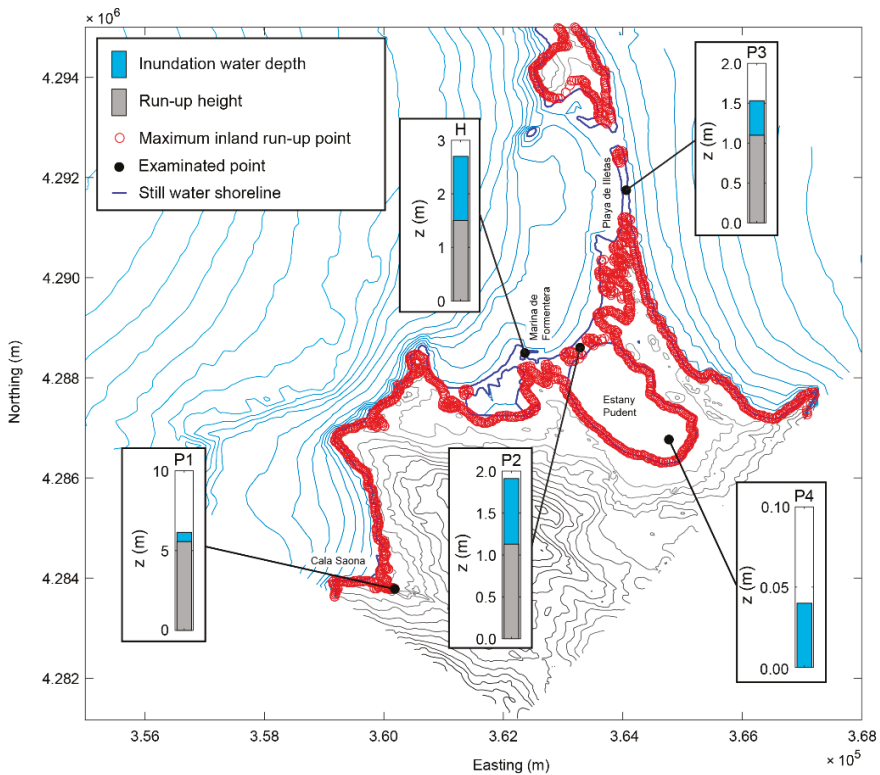 × 10⁶
4.294
4.292
4.290
4.288
4.286
4.284
4.282
Northing (m)
Inundation water depth
Run-up height
Maximum inland run-up point
Examinated point
Still water shoreline
H
3
2
1
0
z (m)
P3
2.0
1.5
1.0
0.5
0.0
z (m)
Playa de Illetas
Marina de
Formentera
Estany
Pudent
P1
10
5
0
z (m)
Cala Saona
P2
2.0
1.5
1.0
0.5
0.0
z (m)
P4
0.10
0.05
0.00
z (m)
3.56
3.58
3.60
3.62
3.64
3.66
3.68
Easting (m)
× 10⁵